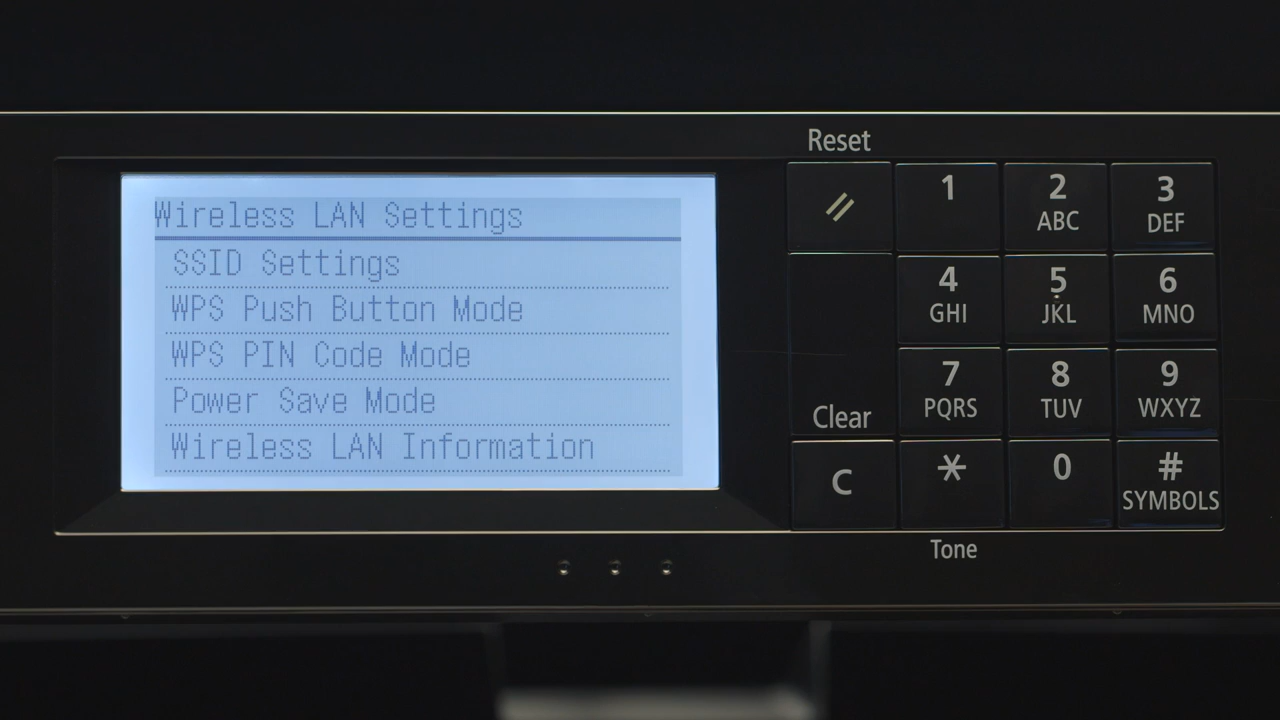 Wireless LAN Settings
SSID Settings
WPS Push Button Mode
WPS PIN Code Mode
Power Save Mode
Wireless LAN Information
Reset
1
2
ABC
3
DEF
4
GHI
5
JKL
6
MNO
Clear
7
PQRS
8
TUV
9
WXYZ
C
*
0
#
SYMBOLS
Tone